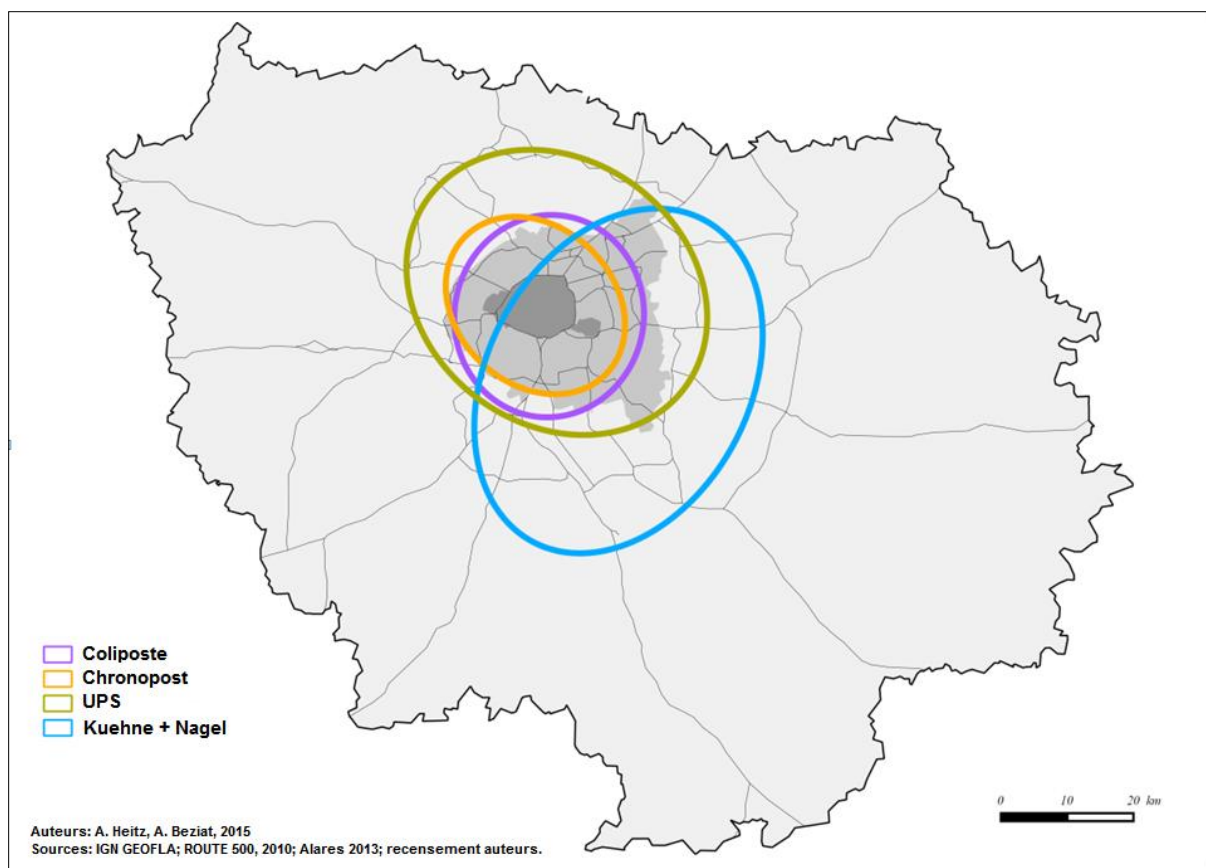 Coliposte
Chronopost
UPS
Kuehne + Nagel
0 10 20 km
Auteurs: A. Heitz, A. Beziat, 2015
Sources: IGN GEOFLA; ROUTE 500, 2010; Alares 2013; recensement auteurs.